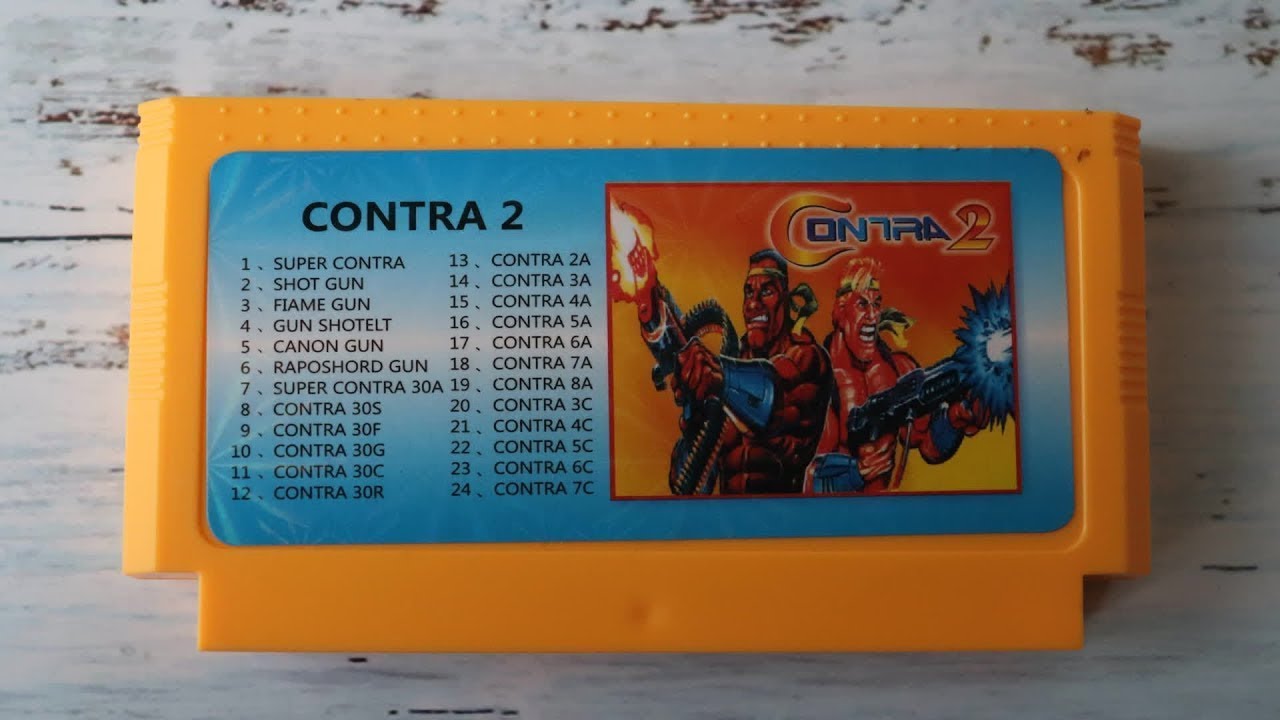 CONTRA 2
1、SUPER CONTRA
2、SHOT GUN
3、FIAME GUN
4、GUN SHOTELT
5、CANON GUN
6、RAPOSHORD GUN
7、SUPER CONTRA 30A
8、CONTRA 30S
9、CONTRA 30F
10、CONTRA 30G
11、CONTRA 30C
12、CONTRA 30R
13、CONTRA 2A
14、CONTRA 3A
15、CONTRA 4A
16、CONTRA 5A
17、CONTRA 6A
18、CONTRA 7A
19、CONTRA 8A
20、CONTRA 3C
21、CONTRA 4C
22、CONTRA 5C
23、CONTRA 6C
24、CONTRA 7C
CONTRA 2